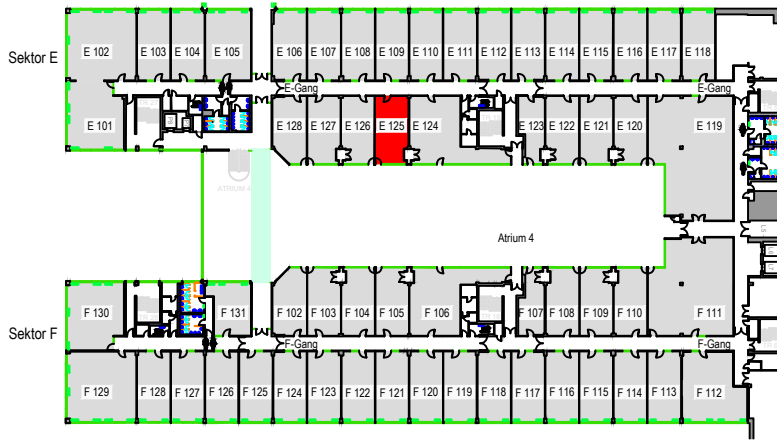 E 102 E 103 E 104 E 105 E 106 E 107 E 108 E 109 E 110 E 111 E 112 E 113 E 114 E 115 E 116 E 117 E 118
Sektor E
E-Gang E-Gang
E 101 E 128 E 127 E 126 E 125 E 124 E 123 E 122 E 121 E 120 E 119
ATRIUM 4
Atrium 4
F 130 F 131 F 102 F 103 F 104 F 105 F 106 F 107 F 108 F 109 F 110 F 111
Sektor F
F-Gang F-Gang
F 129 F 128 F 127 F 126 F 125 F 124 F 123 F 122 F 121 F 120 F 119 F 118 F 117 F 116 F 115 F 114 F 113 F 112